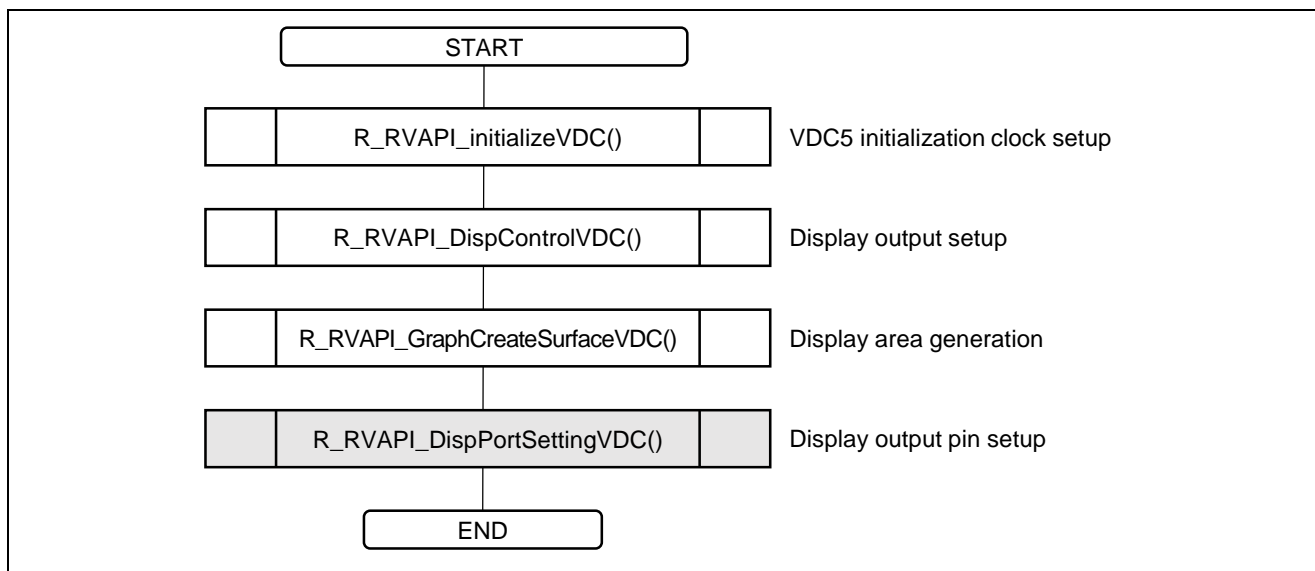 START
R_RVAPI_initializeVDC() VDC5 initialization clock setup
R_RVAPI_DispControlVDC() Display output setup
R_RVAPI_GraphCreateSurfaceVDC() Display area generation
R_RVAPI_DispPortSettingVDC() Display output pin setup
END